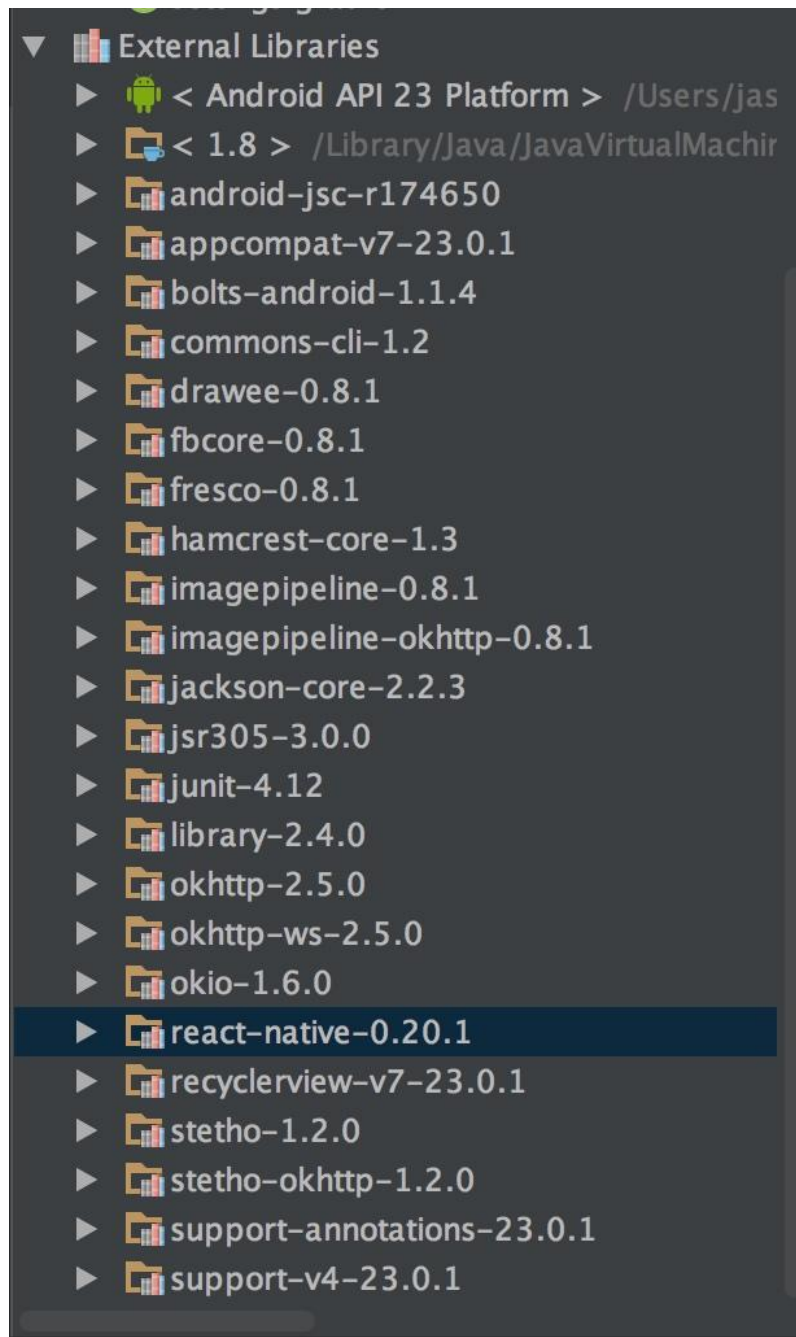 External Libraries
< Android API 23 Platform > /Users/jas
< 1.8 > /Library/Java/JavaVirtualMachin
android-jsc-r174650
appcompat-v7-23.0.1
bolts-android-1.1.4
commons-cli-1.2
drawee-0.8.1
fbcore-0.8.1
fresco-0.8.1
hamcrest-core-1.3
imagepipeline-0.8.1
imagepipeline-okhttp-0.8.1
jackson-core-2.2.3
jsr305-3.0.0
junit-4.12
library-2.4.0
okhttp-2.5.0
okhttp-ws-2.5.0
okio-1.6.0
react-native-0.20.1
recyclerview-v7-23.0.1
stetho-1.2.0
stetho-okhttp-1.2.0
support-annotations-23.0.1
support-v4-23.0.1